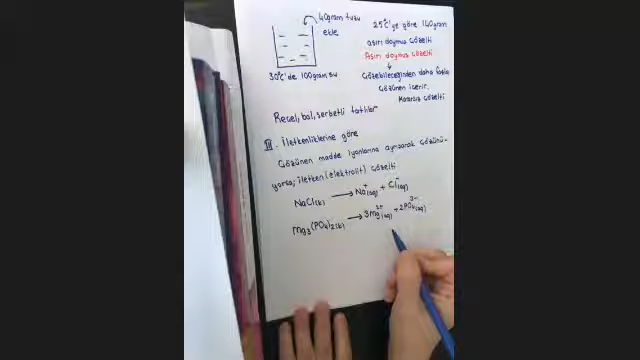 40gram tuzu
ekle
30°C'de 100gram su
25°C'ye göre 140gram
aşırı doymuş çözelti
Aşırı doymuş çözelti
↓
Çözebileceğinden daha fazla
çözünen içerir.
Kararsız çözelti
Reçel, bal, şerbetli tatlılar
III. İletkenliklerine göre
Çözünen madde iyonlarına ayrışarak çözünü-
yorsa; iletken (elektrolit) çözelti
NaCl(k) → Na⁺(aq) + Cl⁻(aq)
Mg₃(PO₄)₂(k) → 3Mg²⁺(aq) + 2PO₄³⁻(aq)